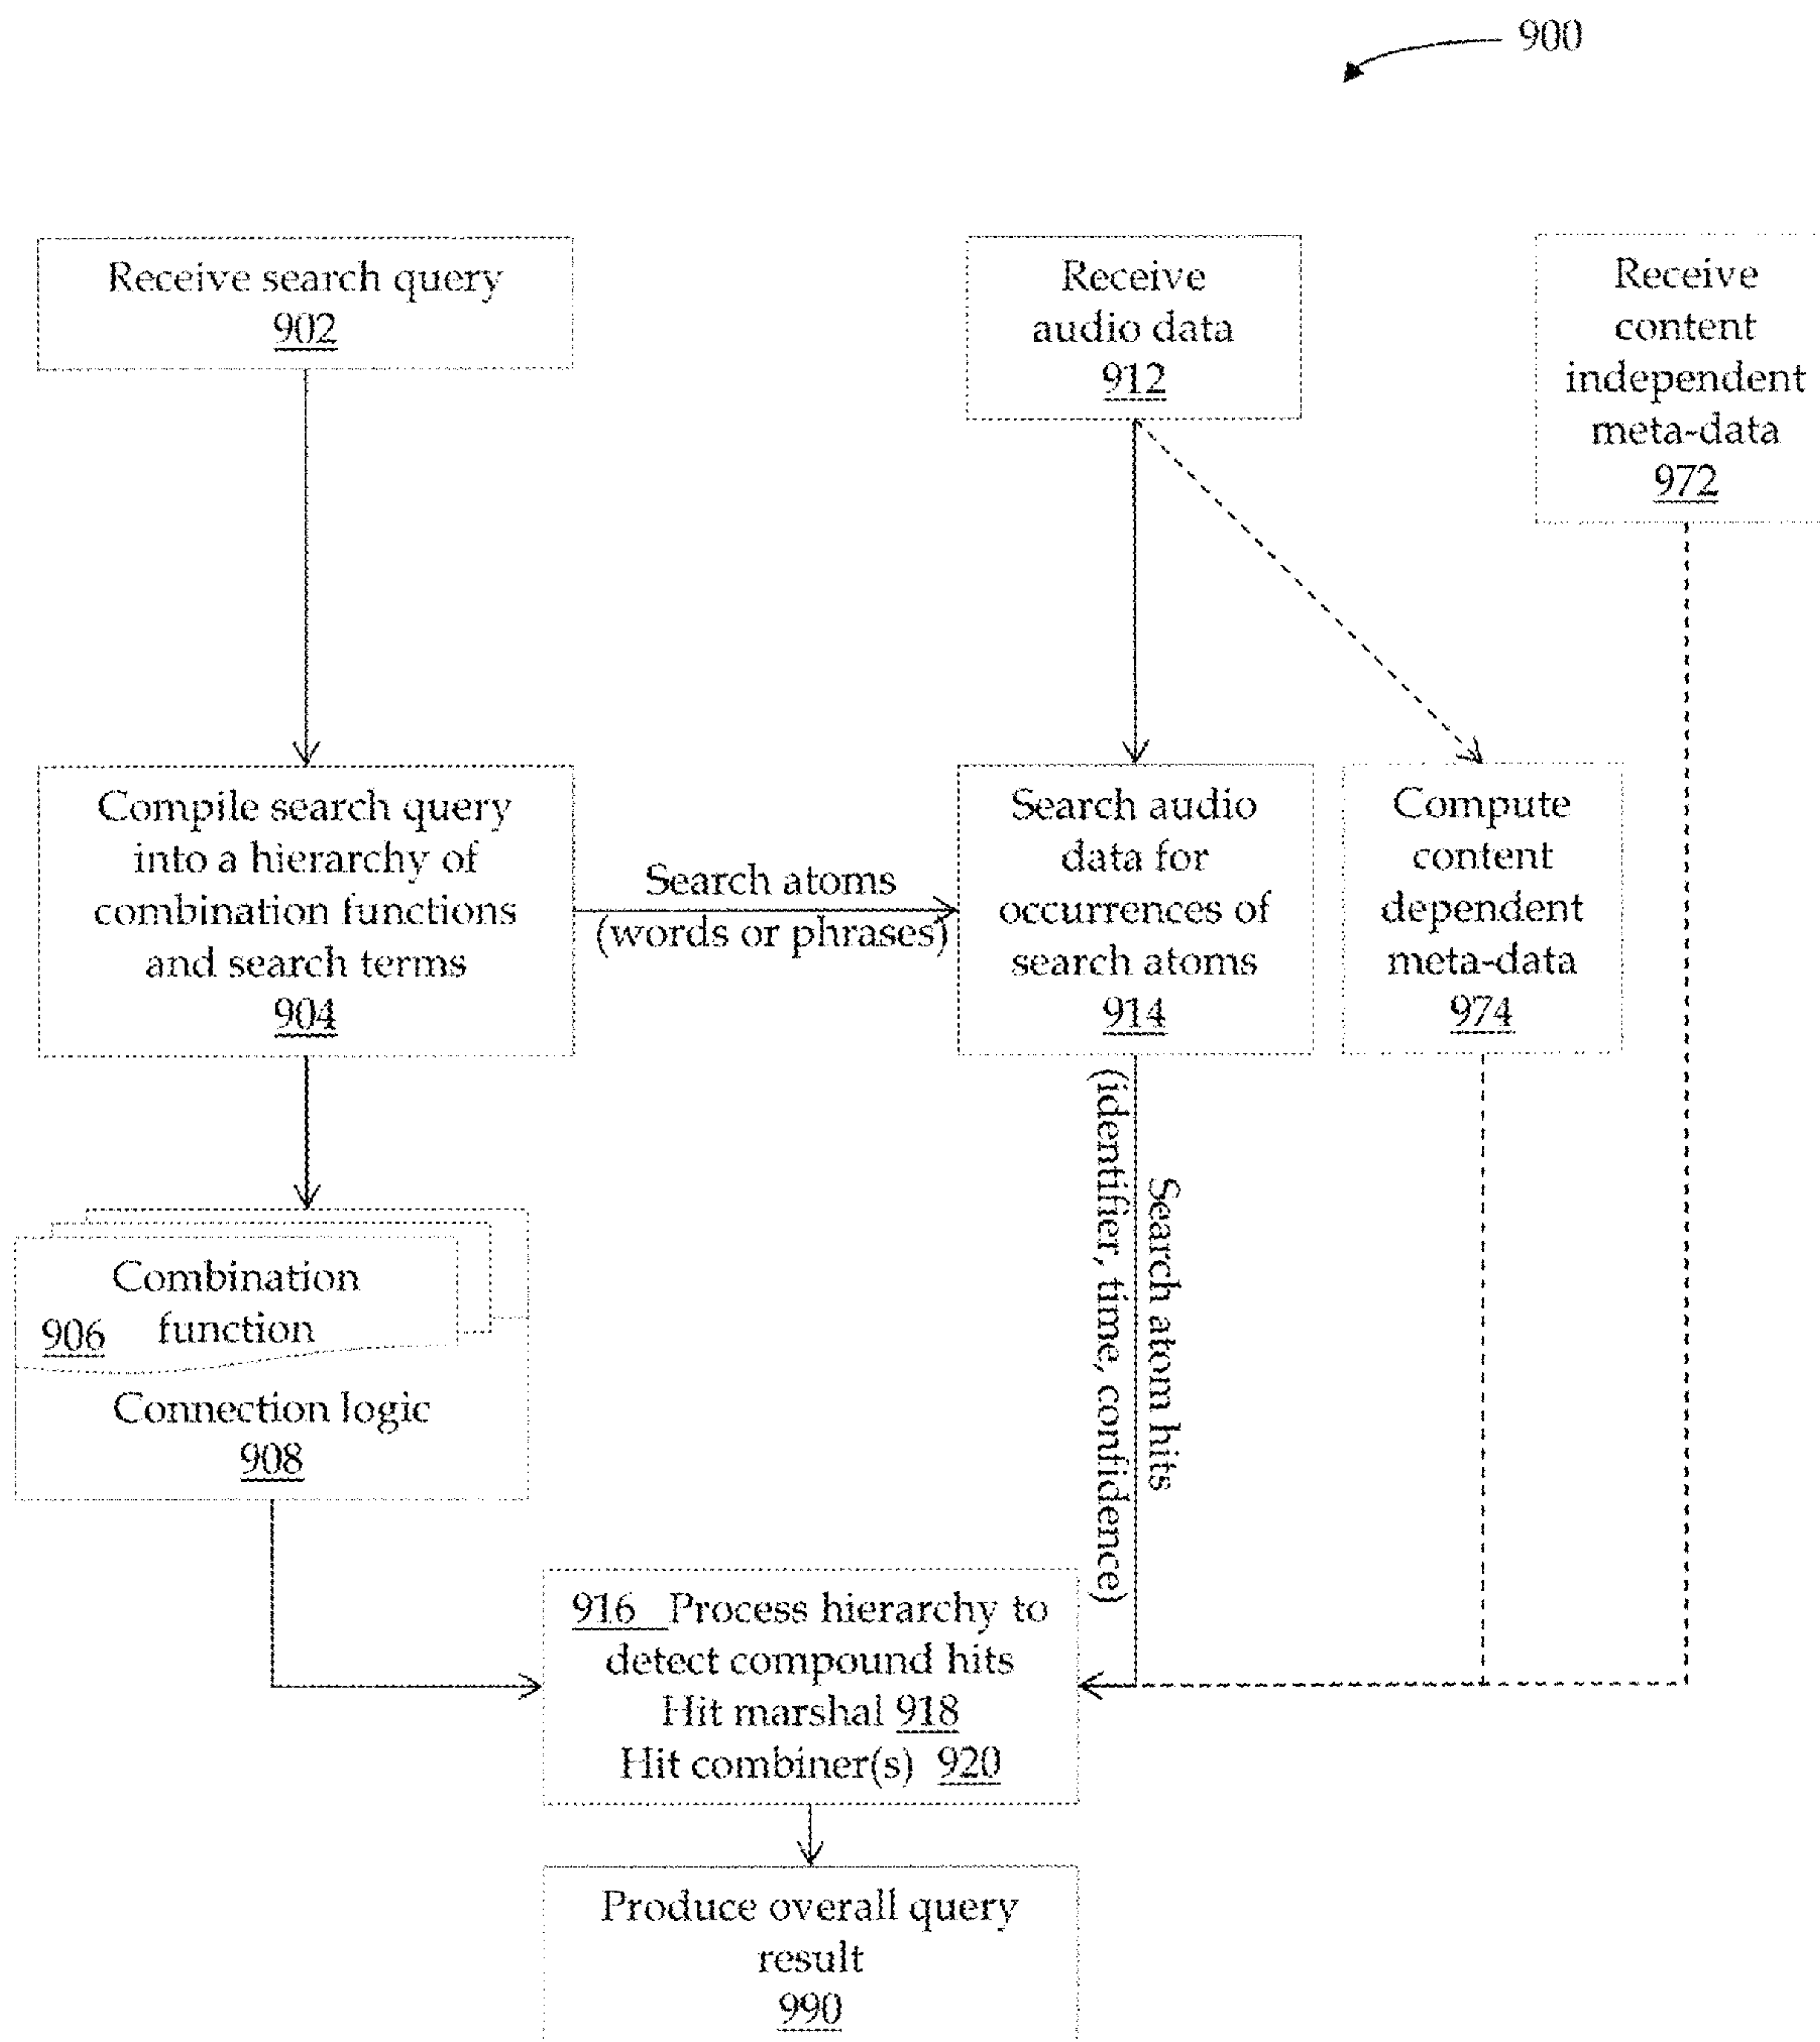 900
Receive search query
902
Receive
audio data
912
Receive
content
independent
meta-data
972
Compile search query
into a hierarchy of
combination functions
and search terms
904
Search atoms
(words or phrases)
Search audio
data for
occurrences of
search atoms
914
Compute
content
dependent
meta-data
974
Combination
906 function
Connection logic
908
Search atom hits
(identifier, time, confidence)
916 Process hierarchy to
detect compound hits
Hit marshal 918
Hit combiner(s) 920
Produce overall query
result
990